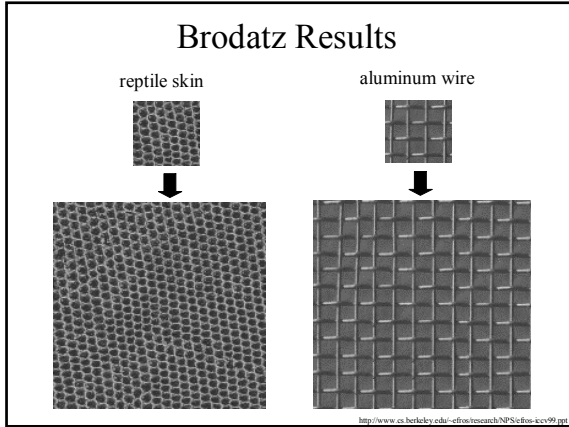 Brodatz Results
reptile skin
aluminum wire
http://www.cs.berkeley.edu/~efros/research/NPS/efros-iccv99.ppt